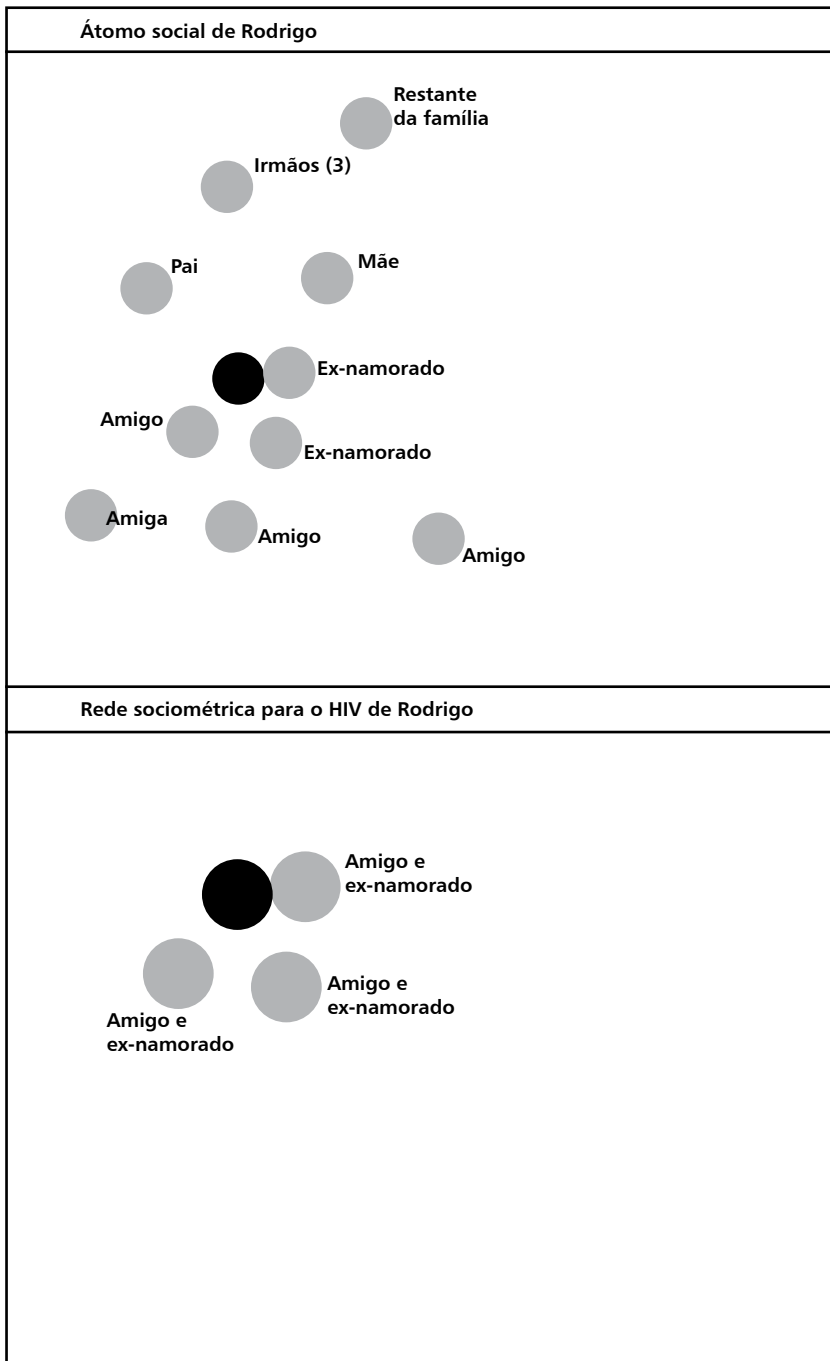 Átomo social de Rodrigo
Restante
da família
Irmãos (3)
Pai
Mãe
Ex-namorado
Amigo
Ex-namorado
Amiga
Amigo
Amigo
Rede sociométrica para o HIV de Rodrigo
Amigo e
ex-namorado
Amigo e
ex-namorado
Amigo e
ex-namorado